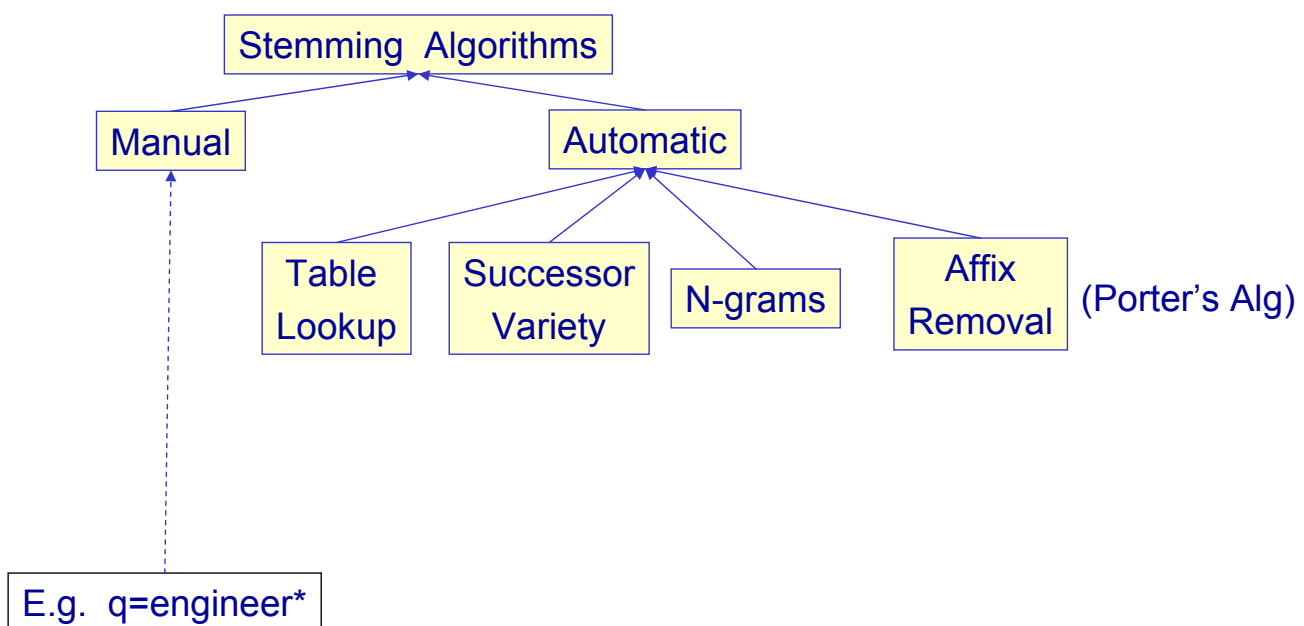 Stemming Algorithms
Manual
Automatic
Table
Lookup
Successor
Variety
N-grams
Affix
Removal
(Porter's Alg)
E.g. q=engineer*